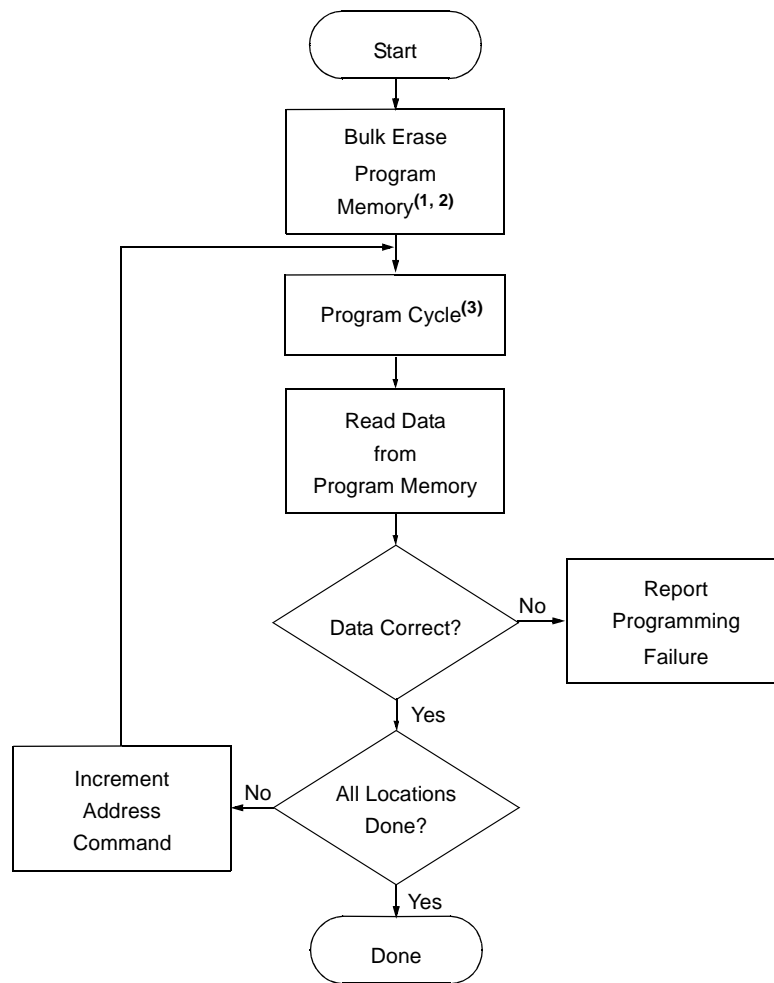 Start
Bulk Erase
Program
Memory(1, 2)
Program Cycle(3)
Read Data
from
Program Memory
Data Correct?
No
Report
Programming
Failure
Yes
Increment
Address
Command
No
All Locations
Done?
Yes
Done